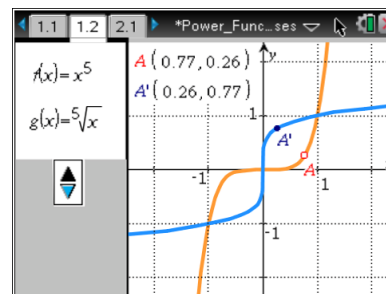 1.1 1.2 2.1 *Power_Func...ses
f(x)=x⁵
g(x)=⁵√x
A (0.77,0.26)
A' (0.26,0.77)
y
1
A'
A
-1
1
-1